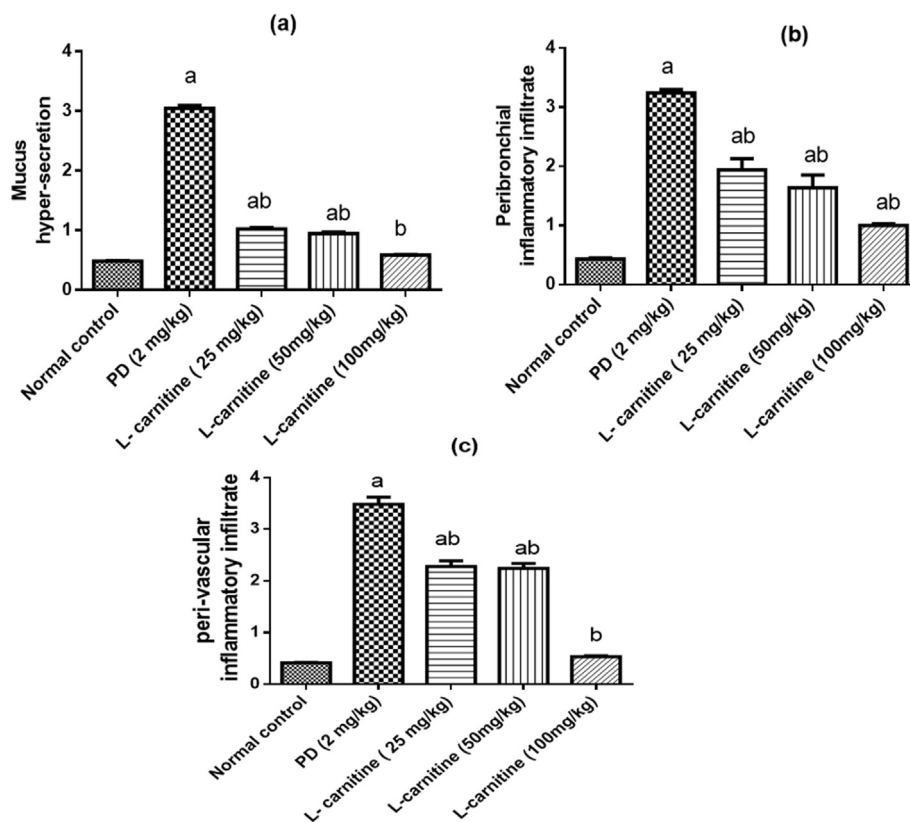 (a)
Mucus
hyper-secretion
4
3
2
1
0
a
ab
ab
b
Normal control
PD (2 mg/kg)
L- carnitine ( 25 mg/kg)
L-carnitine (50mg/kg)
L-carnitine (100mg/kg)
(b)
Peribronchial
inflammatory infiltrate
4
3
2
1
0
a
ab
ab
ab
Normal control
PD (2 mg/kg)
L- carnitine ( 25 mg/kg)
L-carnitine (50mg/kg)
L-carnitine (100mg/kg)
(c)
peri-vascular
inflammatory infiltrate
4
3
2
1
0
a
ab
ab
b
Normal control
PD (2 mg/kg)
L- carnitine ( 25 mg/kg)
L-carnitine (50mg/kg)
L-carnitine (100mg/kg)